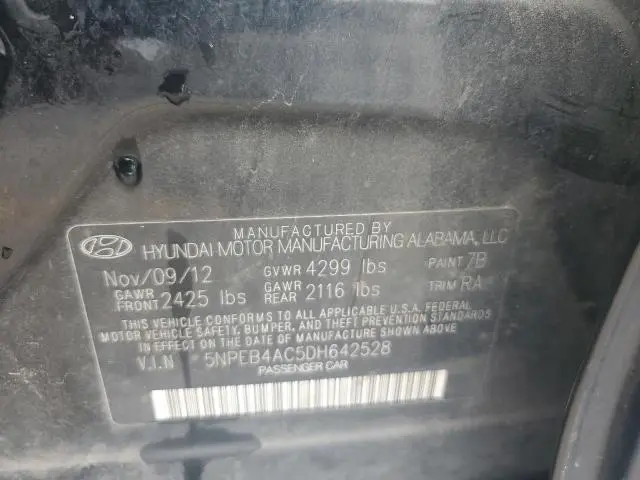 MANUFACTURED BY
HYUNDAI MOTOR MANUFACTURING ALABAMA, LLC
Nov/09/12 GVWR 4299 lbs PAINT 7B
GAWR FRONT 2425 lbs GAWR REAR 2116 lbs TRIM RA
THIS VEHICLE CONFORMS TO ALL APPLICABLE U.S.A. FEDERAL
MOTOR VEHICLE SAFETY, BUMPER, AND THEFT PREVENTION STANDARDS
IN EFFECT ON THE DATE OF MANUFACTURE SHOWN ABOVE.
V.I.N 5NPEB4AC5DH642528
PASSENGER CAR